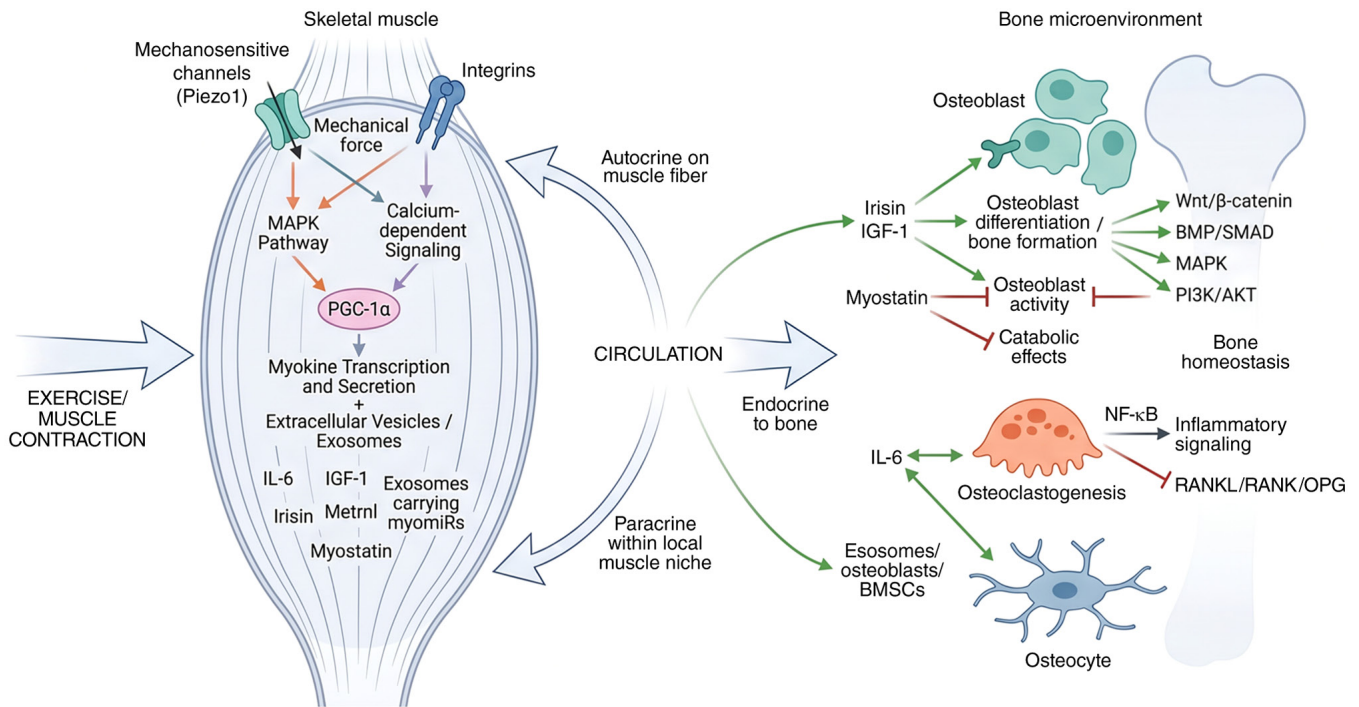 Skeletal muscle
Mechanosensitive
channels
(Piezo1)
Integrins
Mechanical
force
MAPK
Pathway
Calcium-
dependent
Signaling
PGC-1α
Myokine Transcription
and Secretion
+
Extracellular Vesicles /
Exosomes
IL-6
IGF-1
Exosomes
carrying
myomiRs
Irisin
Metrnl
Myostatin
EXERCISE/
MUSCLE
CONTRACTION
Autocrine on
muscle fiber
CIRCULATION
Paracrine
within local
muscle niche
Endocrine
to bone
Bone microenvironment
Osteoblast
Irisin
IGF-1
Osteoblast
differentiation /
bone formation
Wnt/β-catenin
BMP/SMAD
MAPK
PI3K/AKT
Myostatin
Osteoblast
activity
Catabolic
effects
Bone
homeostasis
IL-6
Osteoclastogenesis
NF-κB
Inflammatory
signaling
RANKL/RANK/OPG
Esosomes/
osteoblasts/
BMSCs
Osteocyte